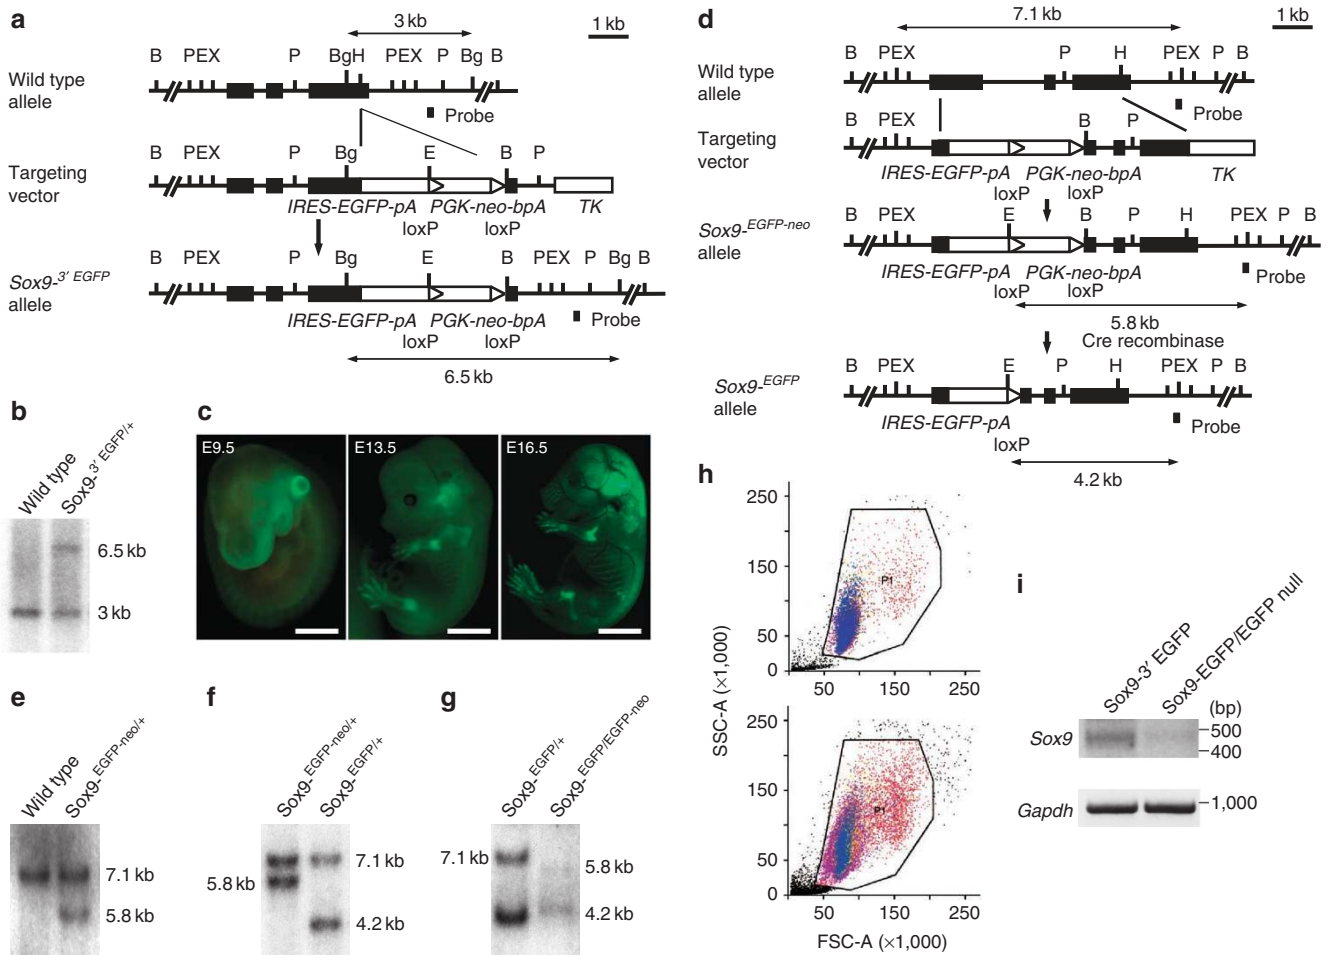 a
3 kb
1 kb
B PEX P BgH PEX P Bg B
Wild type
allele
Probe
B PEX P Bg E B P
Targeting
vector
IRES-EGFP-pA PGK-neo-bpA TK
loxP loxP
B PEX P Bg E B PEX P Bg B
Sox9-3′ EGFP
allele
IRES-EGFP-pA PGK-neo-bpA Probe
loxP loxP
6.5 kb
b
Wild type
Sox9-3′ EGFP/+
6.5 kb
3 kb
c
E9.5
E13.5
E16.5
d
7.1 kb
1 kb
B PEX P H PEX P B
Wild type
allele
Probe
B PEX B P
Targeting
vector
IRES-EGFP-pA PGK-neo-bpA TK
loxP loxP
B PEX E B P H PEX P B
Sox9-EGFP-neo
allele
IRES-EGFP-pA PGK-neo-bpA Probe
loxP loxP
5.8 kb
Cre recombinase
B PEX E P H PEX P B
Sox9-EGFP
allele
IRES-EGFP-pA
loxP
Probe
4.2 kb
e
Wild type
Sox9-EGFP-neo/+
7.1 kb
5.8 kb
f
Sox9-EGFP-neo/+
Sox9-EGFP/+
7.1 kb
5.8 kb
4.2 kb
g
Sox9-EGFP/+
Sox9-EGFP/EGFP-neo
7.1 kb
5.8 kb
4.2 kb
h
250
150
50
0
P1
50 150 250
250
150
50
0
P1
50 150 250
SSC-A (×1,000)
FSC-A (×1,000)
i
Sox9-3′ EGFP
Sox9-EGFP/EGFP null
(bp)
Sox9
500
400
Gapdh
1,000